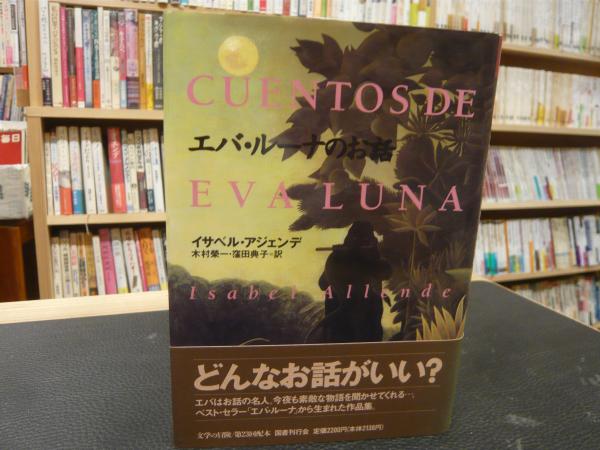 CUENTOS DE
エバ・ルーナのお話
EVA LUNA
イサベル・アジェンデ
木村榮一・窪田典子=訳
Isabel Allende
どんなお話がいい?
エバはお話の名人。今夜も素敵な物語を聞かせてくれる…。
ベスト・セラー「エバ・ルーナ」から生まれた作品集。
文学の冒険/第23回配本 国書刊行会 定価2200円(本体2136円)
毎日